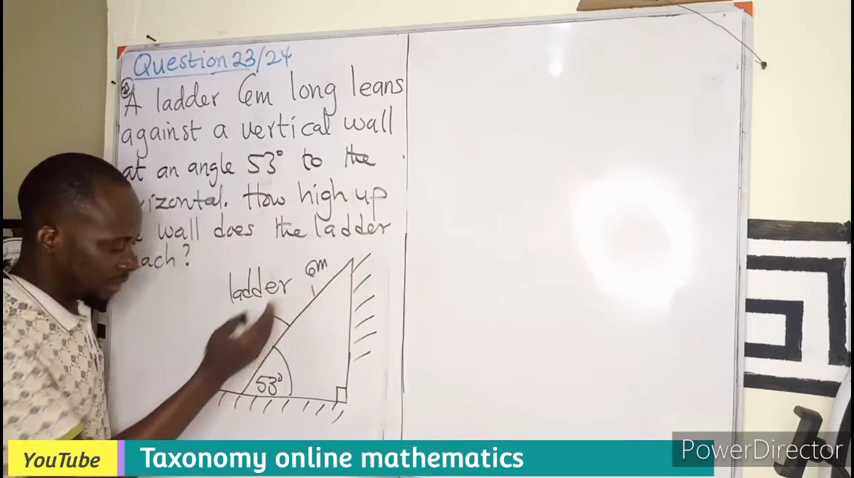 Question 23/24
A ladder 6m long leans
against a vertical wall
at an angle 53° to the
izontal. How high up
wall does the ladder
ach?
ladder
6m
53°
YouTube
Taxonomy online mathematics
PowerDirector